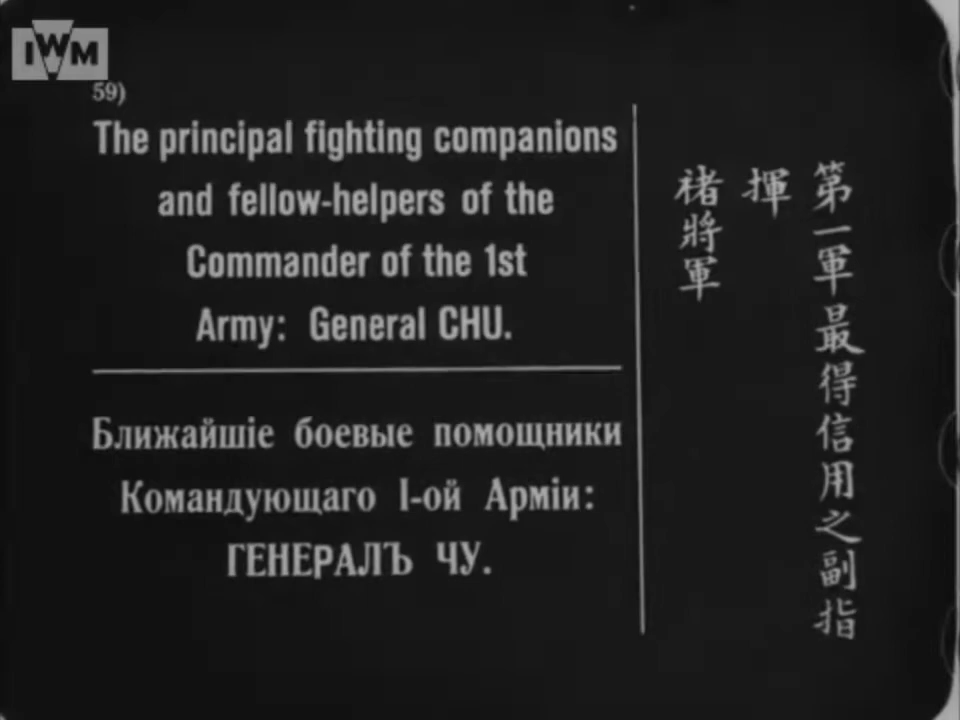 IWM
59)
The principal fighting companions
and fellow-helpers of the
Commander of the 1st
Army: General CHU.
Ближайшіе боевые помощники
Командующаго I-ой Арміи:
ГЕНЕРАЛЪ ЧУ.
第一軍最得信用之副指
揮
褚將軍